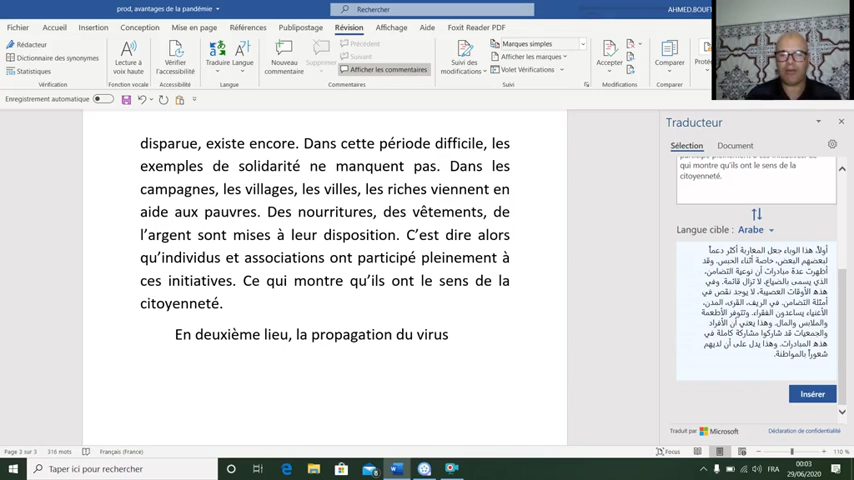 prod, avantages de la pandémie
Rechercher
AHMED.BOUFT
Fichier Accueil Insertion Conception Mise en page Références Publipostage Révision Affichage Aide Foxit Reader PDF
Rédacteur
Dictionnaire des synonymes
Statistiques
Vérification
Lecture à voix haute
Fonction vocale
Vérifier l'accessibilité
Accessibilité
Traduire Langue
Langue
Nouveau commentaire
Supprimer
Précédent
Suivant
Afficher les commentaires
Commentaires
Suivi des modifications
Marques simples
Afficher les marques
Volet Vérifications
Suivi
Accepter
Modifications
Comparer
Comparer
Enregistrement automatique
disparue, existe encore. Dans cette période difficile, les
exemples de solidarité ne manquent pas. Dans les
campagnes, les villages, les villes, les riches viennent en
aide aux pauvres. Des nourritures, des vêtements, de
l'argent sont mises à leur disposition. C'est dire alors
qu'individus et associations ont participé pleinement à
ces initiatives. Ce qui montre qu'ils ont le sens de la
citoyenneté.
En deuxième lieu, la propagation du virus
Traducteur
Sélection Document
participé pleinement à ces initiatives. Ce
qui montre qu'ils ont le sens de la
citoyenneté.
Langue cible : Arabe
أولاً، هذا الوباء جعل المغاربة أكثر دعماً
لبعضهم البعض، خاصة أثناء الحبس. وقد
أظهرت عدة مبادرات أن نوعية التضامن،
الذي يسمى بالضياع، لا تزال قائمة. وفي
هذه الأوقات العصيبة، لا يوجد نقص في
أمثلة التضامن. في الريف، القرى، المدن،
الأغنياء يساعدون الفقراء. وتتوفر الأطعمة
والملابس والمال. وهذا يعني أن الأفراد
والجمعيات قد شاركوا مشاركة كاملة في
هذه المبادرات. وهذا يدل على أن لديهم
شعوراً بالمواطنة.
Insérer
Traduit par Microsoft Déclaration de confidentialité
Page 3 sur 3 316 mots Français (France) Focus 110 %
Taper ici pour rechercher
FRA
00:03
29/06/2020